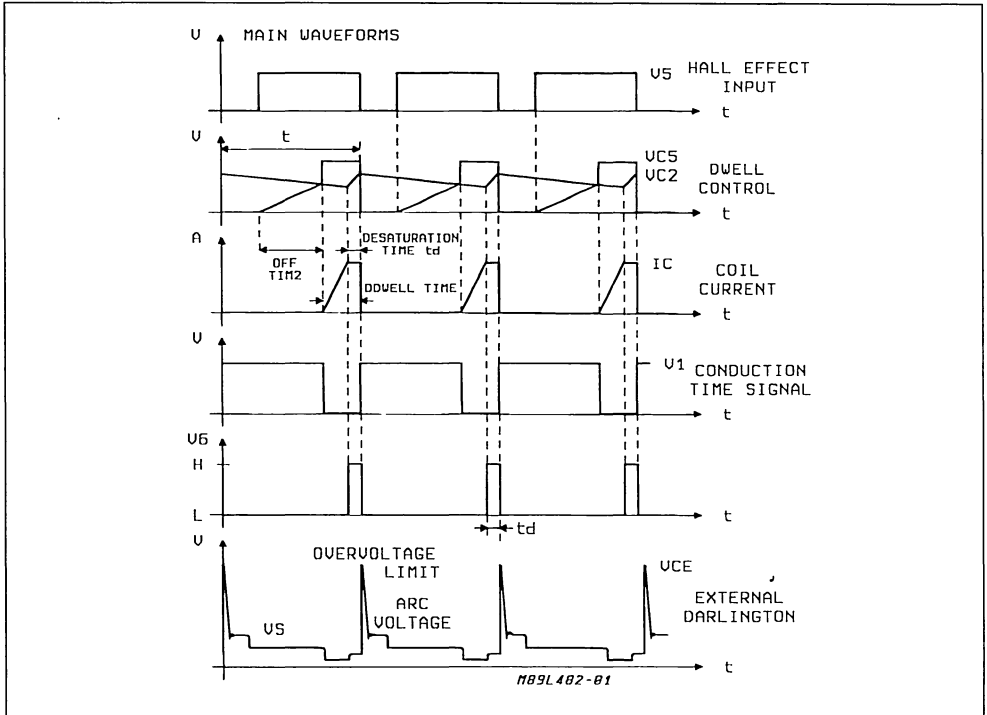 V MAIN WAVEFORMS
V5 HALL EFFECT
INPUT
t
V
t
VC5
VC2
DWELL
CONTROL
t
A
DESATURATION
TIME td
OFF
TIM2
DDWELL TIME
IC
COIL
CURRENT
t
V
V1
CONDUCTION
TIME SIGNAL
t
V6
H
L
t
td
V
OVERVOLTAGE
LIMIT
ARC
VOLTAGE
VS
VCE
EXTERNAL
DARLINGTON
t
M89L402-01